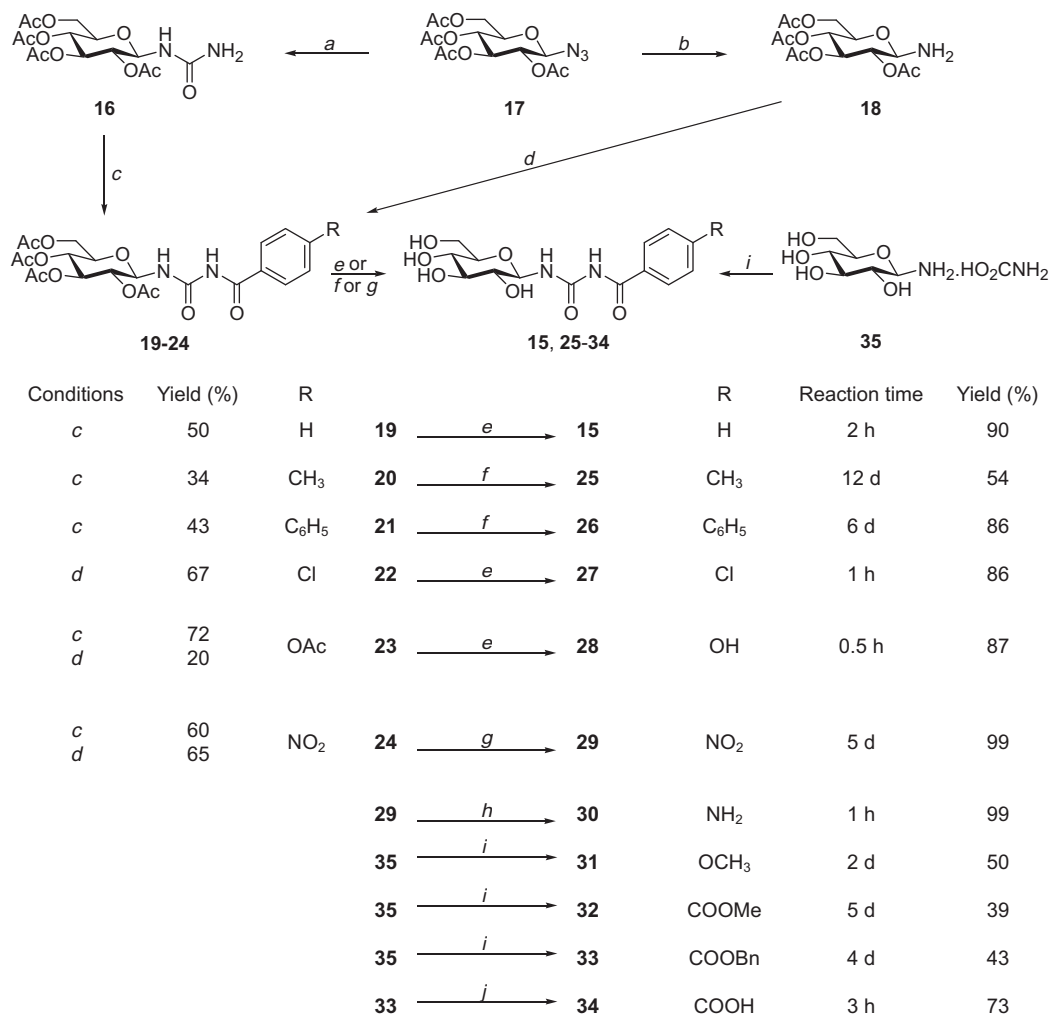 AcO AcO AcO O H N NH2 OAc O
16
a
AcO AcO AcO O N3 OAc
17
b
AcO AcO AcO O NH2 OAc
18
c
d
AcO AcO AcO O H N H N R OAc O O
19-24
e or
f or g
HO HO HO O H N H N R OH O O
15, 25-34
i
HO HO HO O NH2.HO2CNH2 OH
35
Conditions Yield (%) R R Reaction time Yield (%)
c 50 H 19 e 15 H 2 h 90
c 34 CH3 20 f 25 CH3 12 d 54
c 43 C6H5 21 f 26 C6H5 6 d 86
d 67 Cl 22 e 27 Cl 1 h 86
c 72
d 20
OAc 23 e 28 OH 0.5 h 87
c 60
d 65
NO2 24 g 29 NO2 5 d 99
29 h 30 NH2 1 h 99
35 i 31 OCH3 2 d 50
35 i 32 COOMe 5 d 39
35 i 33 COOBn 4 d 43
33 j 34 COOH 3 h 73